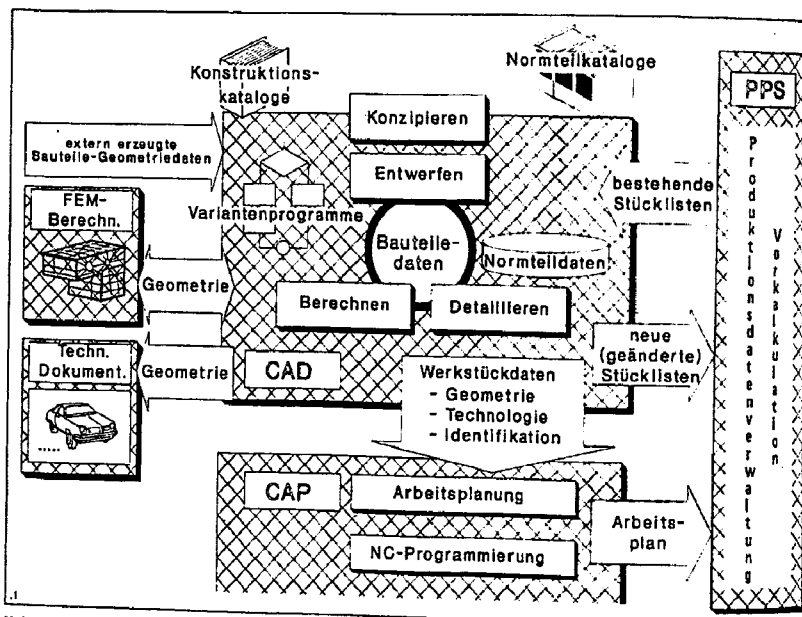 Konstruktions-
kataloge
Normteilkataloge
PPS
Konzipieren
extern erzeugte
Bauteile-Geometriedaten
Entwerfen
FEM-
Berechn.
Variantenprogramme
bestehende
Stücklisten
Bauteile-
daten
Normteildaten
Geometrie
Berechnen
Detaillieren
Produktionsdatenverwaltung
Vorkalkulation
Techn.
Dokument.
Geometrie
CAD
Werkstückdaten
- Geometrie
- Technologie
- Identifikation
neue
(geänderte)
Stücklisten
.....
CAP
Arbeitsplanung
Arbeits-
plan
NC-Programmierung